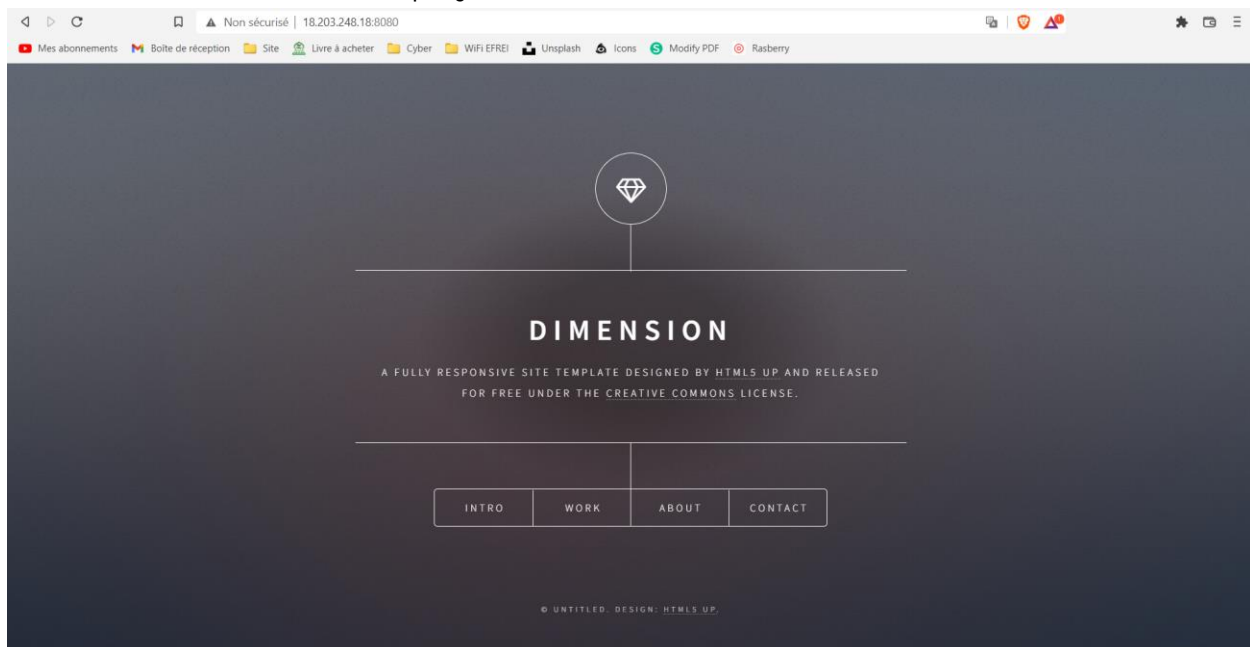 Non sécurisé | 18.203.248.18:8080
Mes abonnements Boîte de réception Site Livre à acheter Cyber WiFi EFREI Unsplash Icons Modify PDF Rasberry
DIMENSION
A FULLY RESPONSIVE SITE TEMPLATE DESIGNED BY HTML5 UP AND RELEASED
FOR FREE UNDER THE CREATIVE COMMONS LICENSE.
INTRO WORK ABOUT CONTACT
© UNTITLED. DESIGN: HTML5 UP.